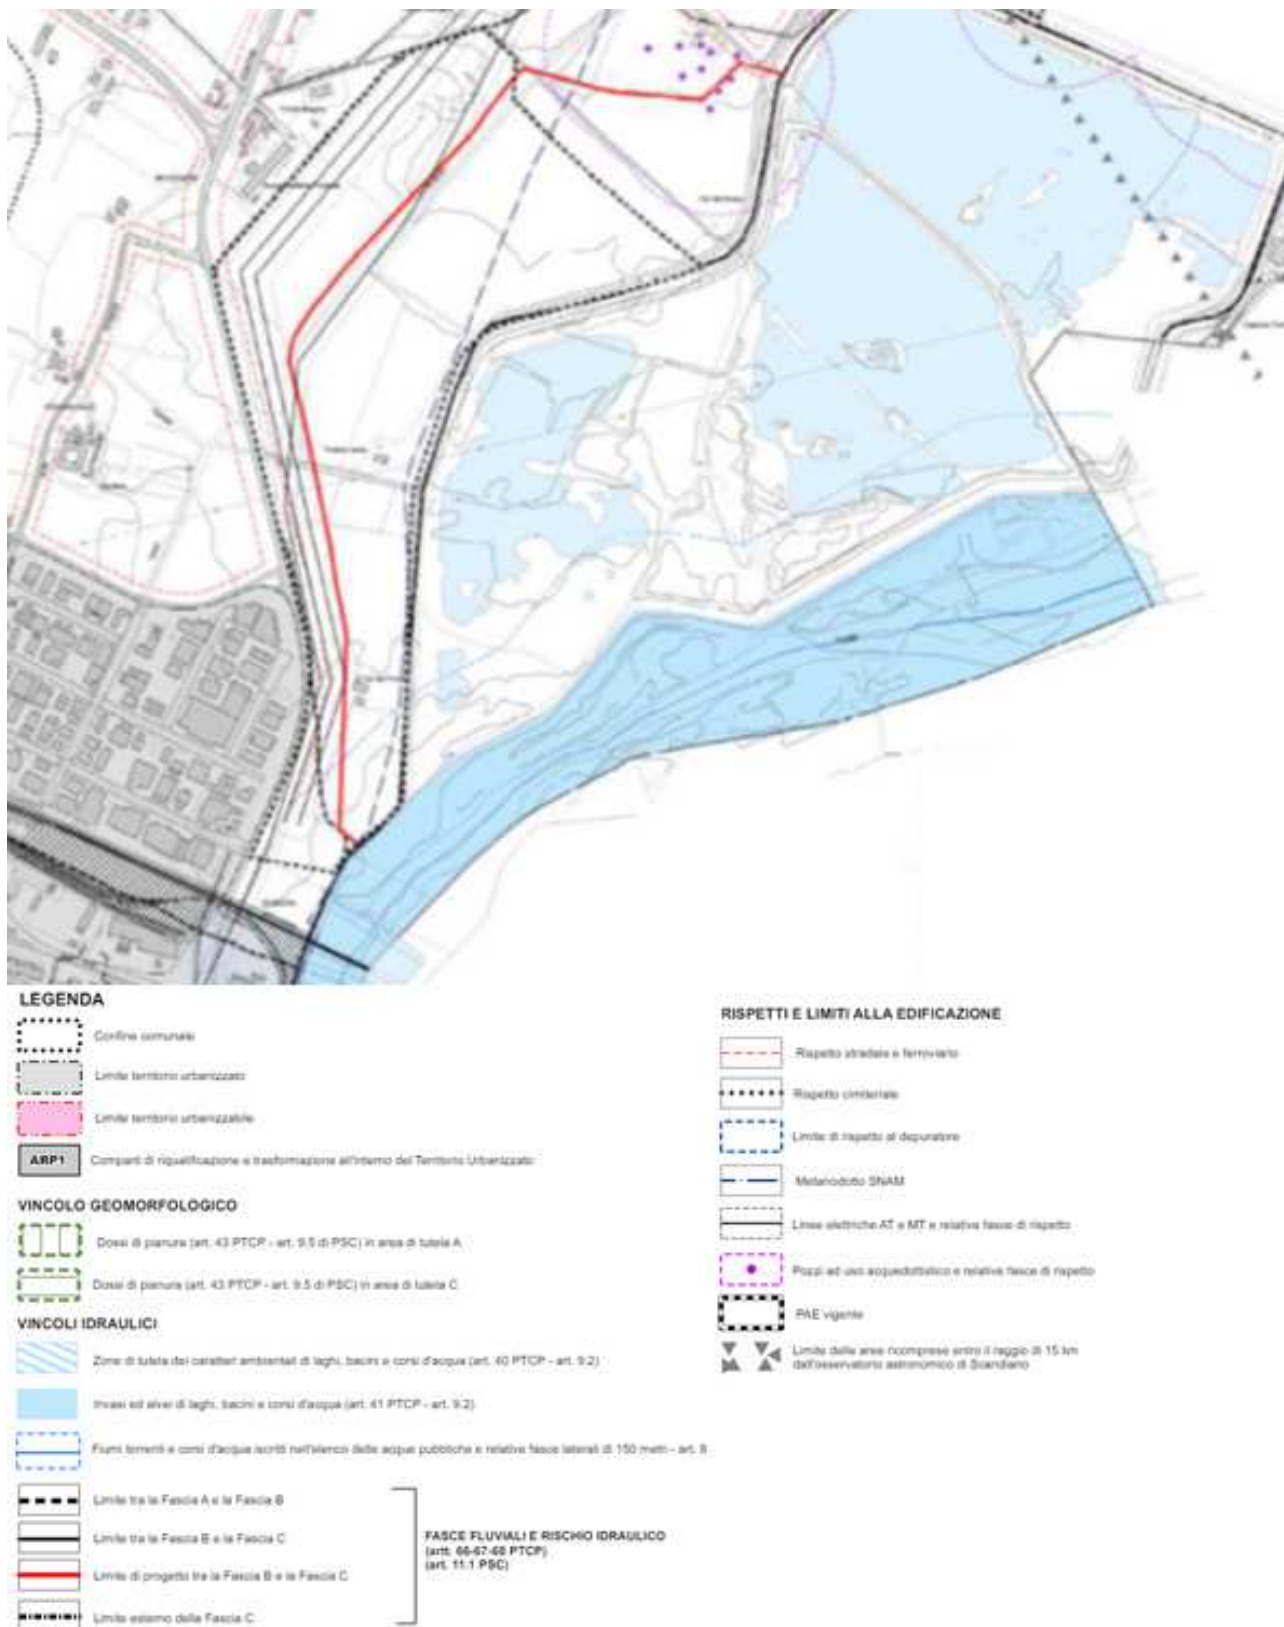 LEGENDA
Confine comunale
Limite territorio urbanizzato
Limite territorio urbanizzabile
ARP1
Comparti di riqualificazione e trasformazione all'interno del Territorio Urbanizzato
VINCOLO GEOMORFOLOGICO
Dossi di pianura (art. 43 PTCP - art. 9.5 di PSC) in area di tutela A
Dossi di pianura (art. 43 PTCP - art. 9.5 di PSC) in area di tutela C
VINCOLI IDRAULICI
Zone di tutela dei caratteri ambientali di laghi, bacini e corsi d'acqua (art. 40 PTCP - art. 9.2)
Invasi ed alvei di laghi, bacini e corsi d'acqua (art. 41 PTCP - art. 9.2)
Fiumi torrenti e corsi d'acqua iscritti nell'elenco delle acque pubbliche e relative fasce laterali di 150 metri - art. 8
Limite tra la Fascia A e la Fascia B
Limite tra la Fascia B e la Fascia C
Limite di progetto tra la Fascia B e la Fascia C
Limite esterno della Fascia C
FASCE FLUVIALI E RISCHIO IDRAULICO
(artt. 66-67-68 PTCP)
(art. 11.1 PSC)
RISPETTI E LIMITI ALLA EDIFICAZIONE
Rispetto stradale e ferroviario
Rispetto cimiteriale
Limite di rispetto al depuratore
Metanodotto SNAM
Linee elettriche AT e MT e relative fasce di rispetto
Pozzi ad uso acquedottistico e relative fasce di rispetto
PAE vigente
Limite delle aree ricomprese entro il raggio di 15 km
dall'osservatorio astronomico di Scandiano